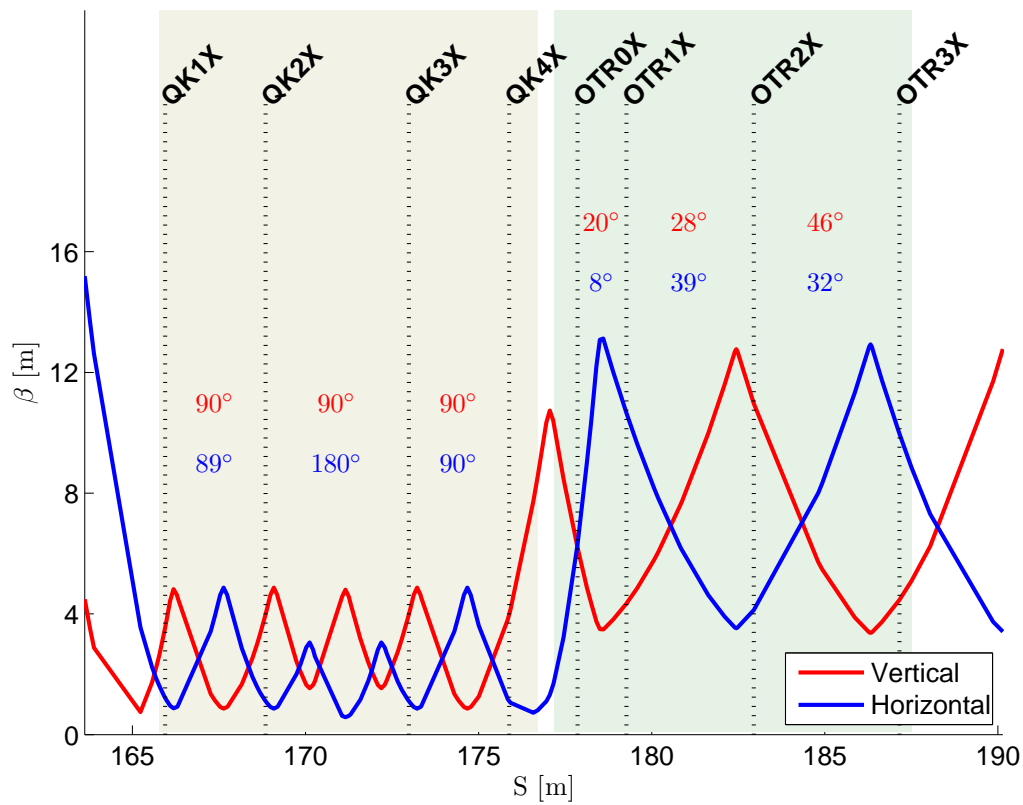 QK1X QK2X QK3X QK4X OTR0X OTR1X OTR2X OTR3X
20° 28° 46°
16
8° 39° 32°
12
β [m]
90° 90° 90°
89° 180° 90°
8
4
Vertical
Horizontal
0
165 170 175 180 185 190
S [m]